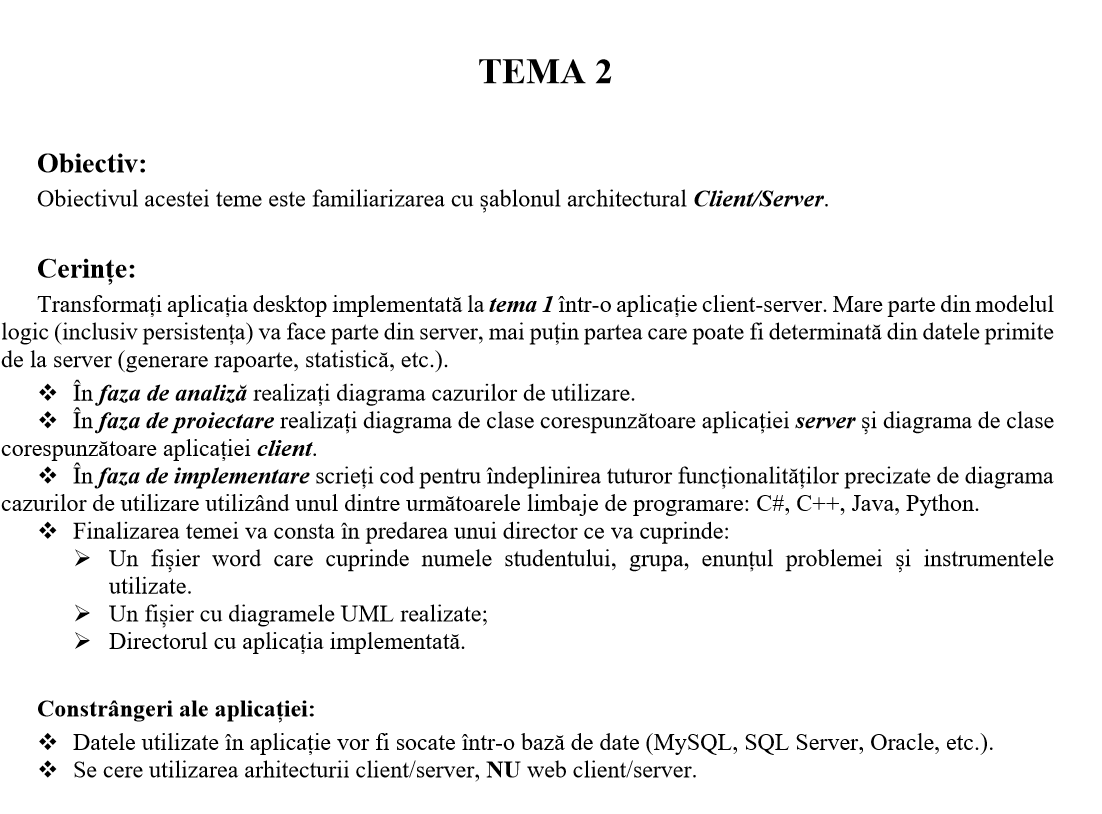 TEMA 2
Obiectiv:
Obiectivul acestei teme este familiarizarea cu șablonul architectural Client/Server.
Cerințe:
Transformați aplicația desktop implementată la tema 1 într-o aplicație client-server. Mare parte din modelul
logic (inclusiv persistența) va face parte din server, mai puțin partea care poate fi determinată din datele primite
de la server (generare rapoarte, statistică, etc.).
❖ În faza de analiză realizați diagrama cazurilor de utilizare.
❖ În faza de proiectare realizați diagrama de clase corespunzătoare aplicației server și diagrama de clase
corespunzătoare aplicației client.
❖ În faza de implementare scrieți cod pentru îndeplinirea tuturor funcționalităților precizate de diagrama
cazurilor de utilizare utilizând unul dintre următoarele limbaje de programare: C#, C++, Java, Python.
❖ Finalizarea temei va consta în predarea unui director ce va cuprinde:
➢ Un fișier word care cuprinde numele studentului, grupa, enunțul problemei și instrumentele
utilizate.
➢ Un fișier cu diagramele UML realizate;
➢ Directorul cu aplicația implementată.
Constrângeri ale aplicației:
❖ Datele utilizate în aplicație vor fi socate într-o bază de date (MySQL, SQL Server, Oracle, etc.).
❖ Se cere utilizarea arhitecturii client/server, NU web client/server.